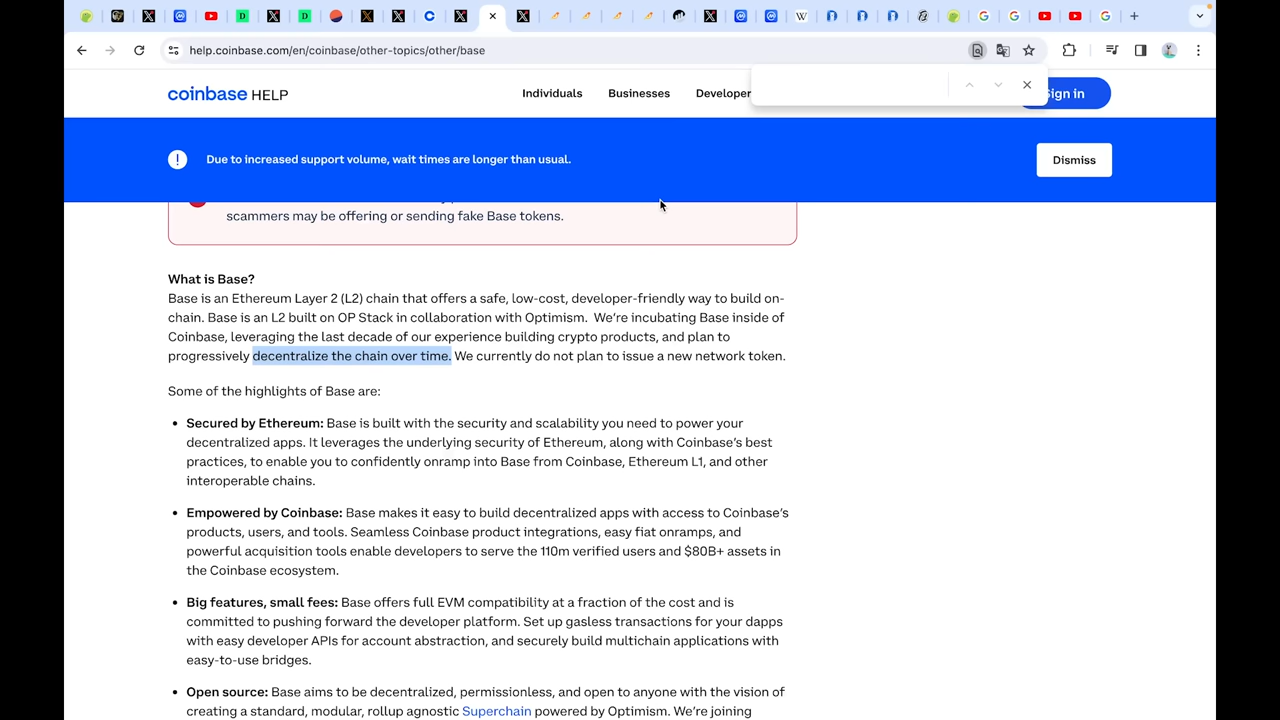 help.coinbase.com/en/coinbase/other-topics/other/base
coinbase HELP
Individuals
Businesses
Developer
Sign in
Due to increased support volume, wait times are longer than usual.
Dismiss
scammers may be offering or sending fake Base tokens.
What is Base?
Base is an Ethereum Layer 2 (L2) chain that offers a safe, low-cost, developer-friendly way to build on-
chain. Base is an L2 built on OP Stack in collaboration with Optimism.  We're incubating Base inside of
Coinbase, leveraging the last decade of our experience building crypto products, and plan to
progressively decentralize the chain over time. We currently do not plan to issue a new network token.
Some of the highlights of Base are:
• Secured by Ethereum: Base is built with the security and scalability you need to power your
decentralized apps. It leverages the underlying security of Ethereum, along with Coinbase's best
practices, to enable you to confidently onramp into Base from Coinbase, Ethereum L1, and other
interoperable chains.
• Empowered by Coinbase: Base makes it easy to build decentralized apps with access to Coinbase's
products, users, and tools. Seamless Coinbase product integrations, easy fiat onramps, and
powerful acquisition tools enable developers to serve the 110m verified users and $80B+ assets in
the Coinbase ecosystem.
• Big features, small fees: Base offers full EVM compatibility at a fraction of the cost and is
committed to pushing forward the developer platform. Set up gasless transactions for your dapps
with easy developer APIs for account abstraction, and securely build multichain applications with
easy-to-use bridges.
• Open source: Base aims to be decentralized, permissionless, and open to anyone with the vision of
creating a standard, modular, rollup agnostic Superchain powered by Optimism. We're joining